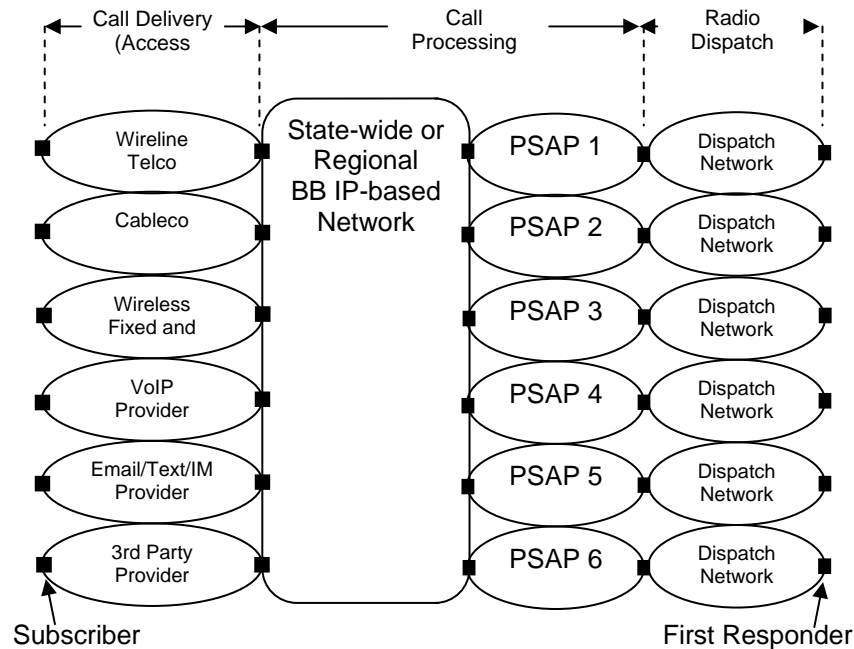 Call Delivery
(Access
Call
Processing
Radio
Dispatch
Wireline
Telco
State-wide or
Regional
BB IP-based
Network
PSAP 1
Dispatch
Network
Cableco
PSAP 2
Dispatch
Network
Wireless
Fixed and
PSAP 3
Dispatch
Network
VoIP
Provider
PSAP 4
Dispatch
Network
Email/Text/IM
Provider
PSAP 5
Dispatch
Network
3rd Party
Provider
PSAP 6
Dispatch
Network
Subscriber
First Responder